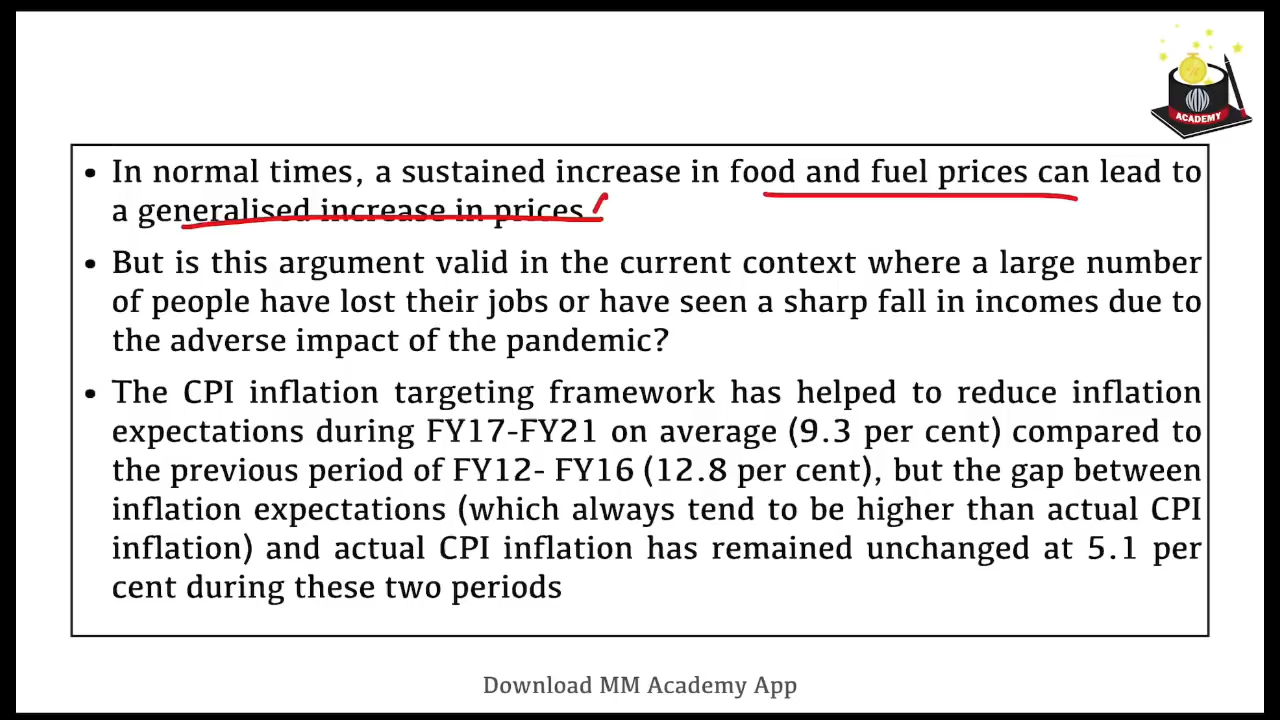 ACADEMY
• In normal times, a sustained increase in food and fuel prices can lead to
a generalised increase in prices
• But is this argument valid in the current context where a large number
of people have lost their jobs or have seen a sharp fall in incomes due to
the adverse impact of the pandemic?
• The CPI inflation targeting framework has helped to reduce inflation
expectations during FY17-FY21 on average (9.3 per cent) compared to
the previous period of FY12- FY16 (12.8 per cent), but the gap between
inflation expectations (which always tend to be higher than actual CPI
inflation) and actual CPI inflation has remained unchanged at 5.1 per
cent during these two periods
Download MM Academy App